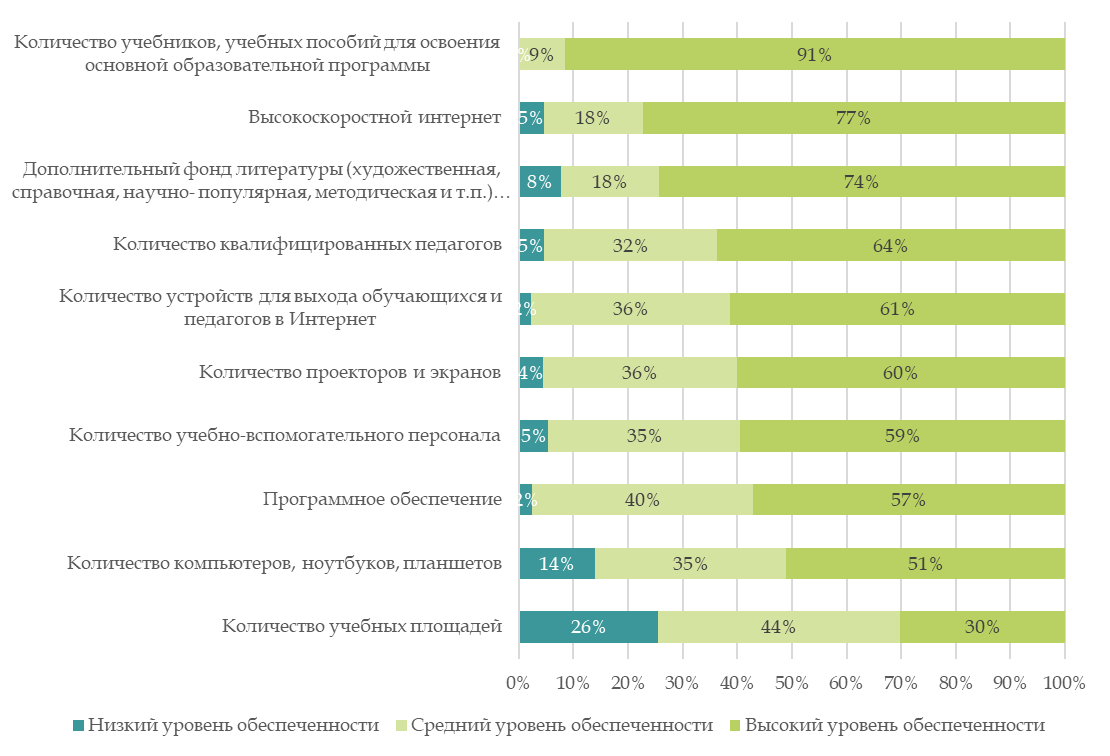 Количество учебников, учебных пособий для освоения
основной образовательной программы
9%
91%
Высокоскоростной интернет
5%
18%
77%
Дополнительный фонд литературы (художественная,
справочная, научно- популярная, методическая и т.п.)…
8%
18%
74%
Количество квалифицированных педагогов
5%
32%
64%
Количество устройств для выхода обучающихся и
педагогов в Интернет
2%
36%
61%
Количество проекторов и экранов
4%
36%
60%
Количество учебно-вспомогательного персонала
5%
35%
59%
Программное обеспечение
2%
40%
57%
Количество компьютеров, ноутбуков, планшетов
14%
35%
51%
Количество учебных площадей
26%
44%
30%
0% 10% 20% 30% 40% 50% 60% 70% 80% 90% 100%
Низкий уровень обеспеченности Средний уровень обеспеченности Высокий уровень обеспеченности